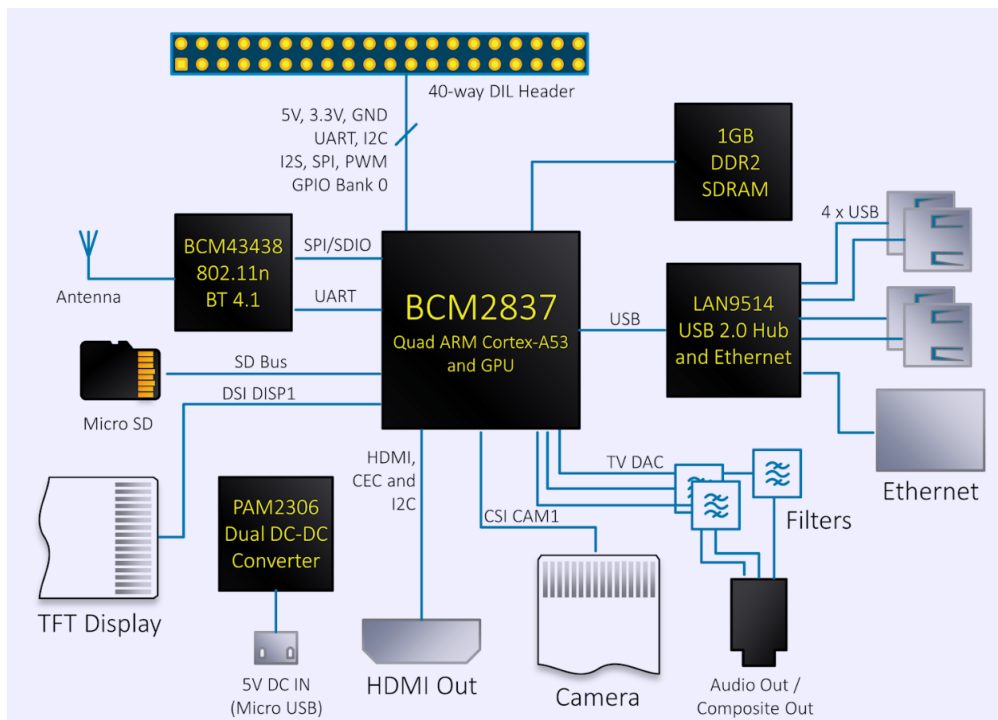 40-way DIL Header
5V, 3.3V, GND
UART, I2C
I2S, SPI, PWM
GPIO Bank 0
1GB
DDR2
SDRAM
4 x USB
BCM43438
802.11n
BT 4.1
SPI/SDIO
UART
Antenna
BCM2837
Quad ARM Cortex-A53
and GPU
USB
LAN9514
USB 2.0 Hub
and Ethernet
SD Bus
Micro SD
DSI DISP1
HDMI,
CEC and
I2C
TV DAC
CSI CAM1
Filters
Ethernet
PAM2306
Dual DC-DC
Converter
TFT Display
5V DC IN
(Micro USB)
HDMI Out
Camera
Audio Out /
Composite Out